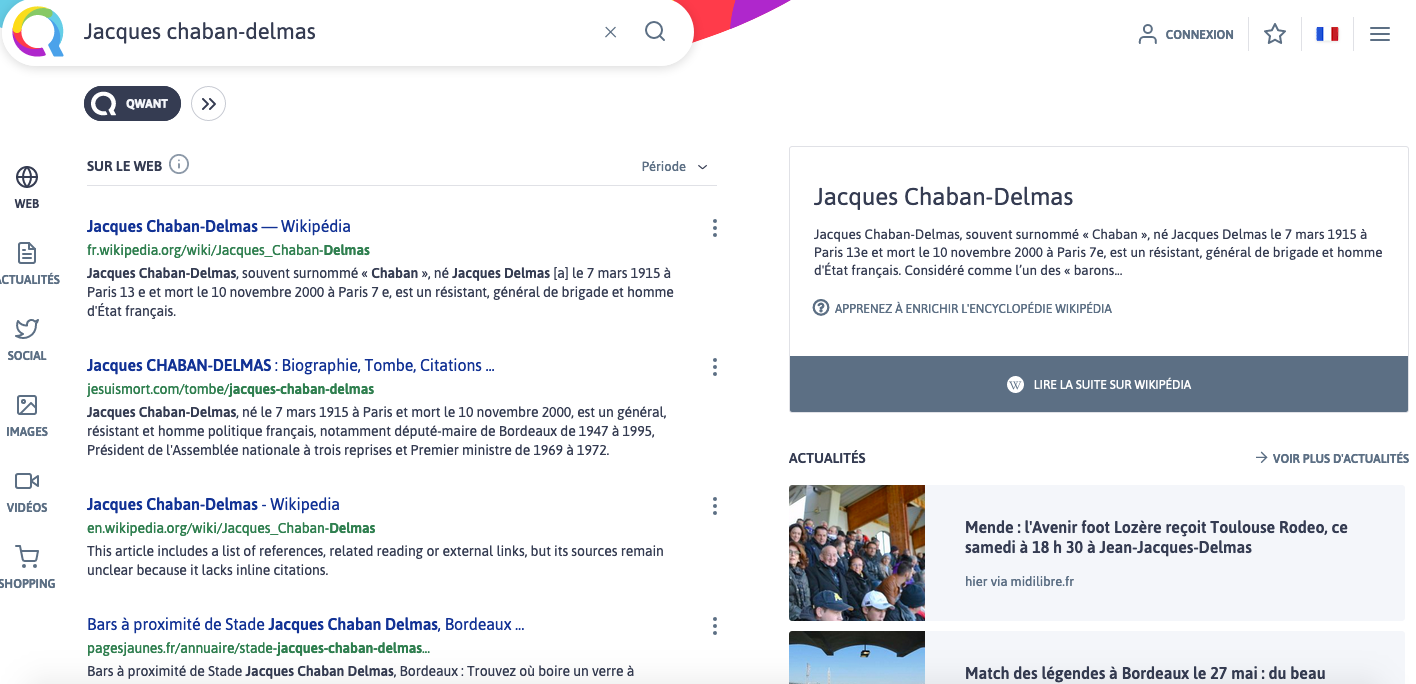 Jacques chaban-delmas
CONNEXION
QWANT
WEB
ACTUALITÉS
SOCIAL
IMAGES
VIDÉOS
SHOPPING
SUR LE WEB
Période
Jacques Chaban-Delmas — Wikipédia
fr.wikipedia.org/wiki/Jacques_Chaban-Delmas
Jacques Chaban-Delmas, souvent surnommé « Chaban », né Jacques Delmas [a] le 7 mars 1915 à
Paris 13 e et mort le 10 novembre 2000 à Paris 7 e, est un résistant, général de brigade et homme
d'État français.
Jacques CHABAN-DELMAS : Biographie, Tombe, Citations ...
jesuismort.com/tombe/jacques-chaban-delmas
Jacques Chaban-Delmas, né le 7 mars 1915 à Paris et mort le 10 novembre 2000, est un général,
résistant et homme politique français, notamment député-maire de Bordeaux de 1947 à 1995,
Président de l'Assemblée nationale à trois reprises et Premier ministre de 1969 à 1972.
Jacques Chaban-Delmas - Wikipedia
en.wikipedia.org/wiki/Jacques_Chaban-Delmas
This article includes a list of references, related reading or external links, but its sources remain
unclear because it lacks inline citations.
Bars à proximité de Stade Jacques Chaban Delmas, Bordeaux ...
pagesjaunes.fr/annuaire/stade-jacques-chaban-delmas...
Bars à proximité de Stade Jacques Chaban Delmas, Bordeaux : Trouvez où boire un verre à
Jacques Chaban-Delmas
Jacques Chaban-Delmas, souvent surnommé « Chaban », né Jacques Delmas le 7 mars 1915 à
Paris 13e et mort le 10 novembre 2000 à Paris 7e, est un résistant, général de brigade et homme
d'État français. Considéré comme l’un des « barons...
APPRENEZ À ENRICHIR L'ENCYCLOPÉDIE WIKIPÉDIA
W LIRE LA SUITE SUR WIKIPÉDIA
ACTUALITÉS
VOIR PLUS D'ACTUALITÉS
Mende : l'Avenir foot Lozère reçoit Toulouse Rodeo, ce
samedi à 18 h 30 à Jean-Jacques-Delmas
hier via midilibre.fr
Match des légendes à Bordeaux le 27 mai : du beau